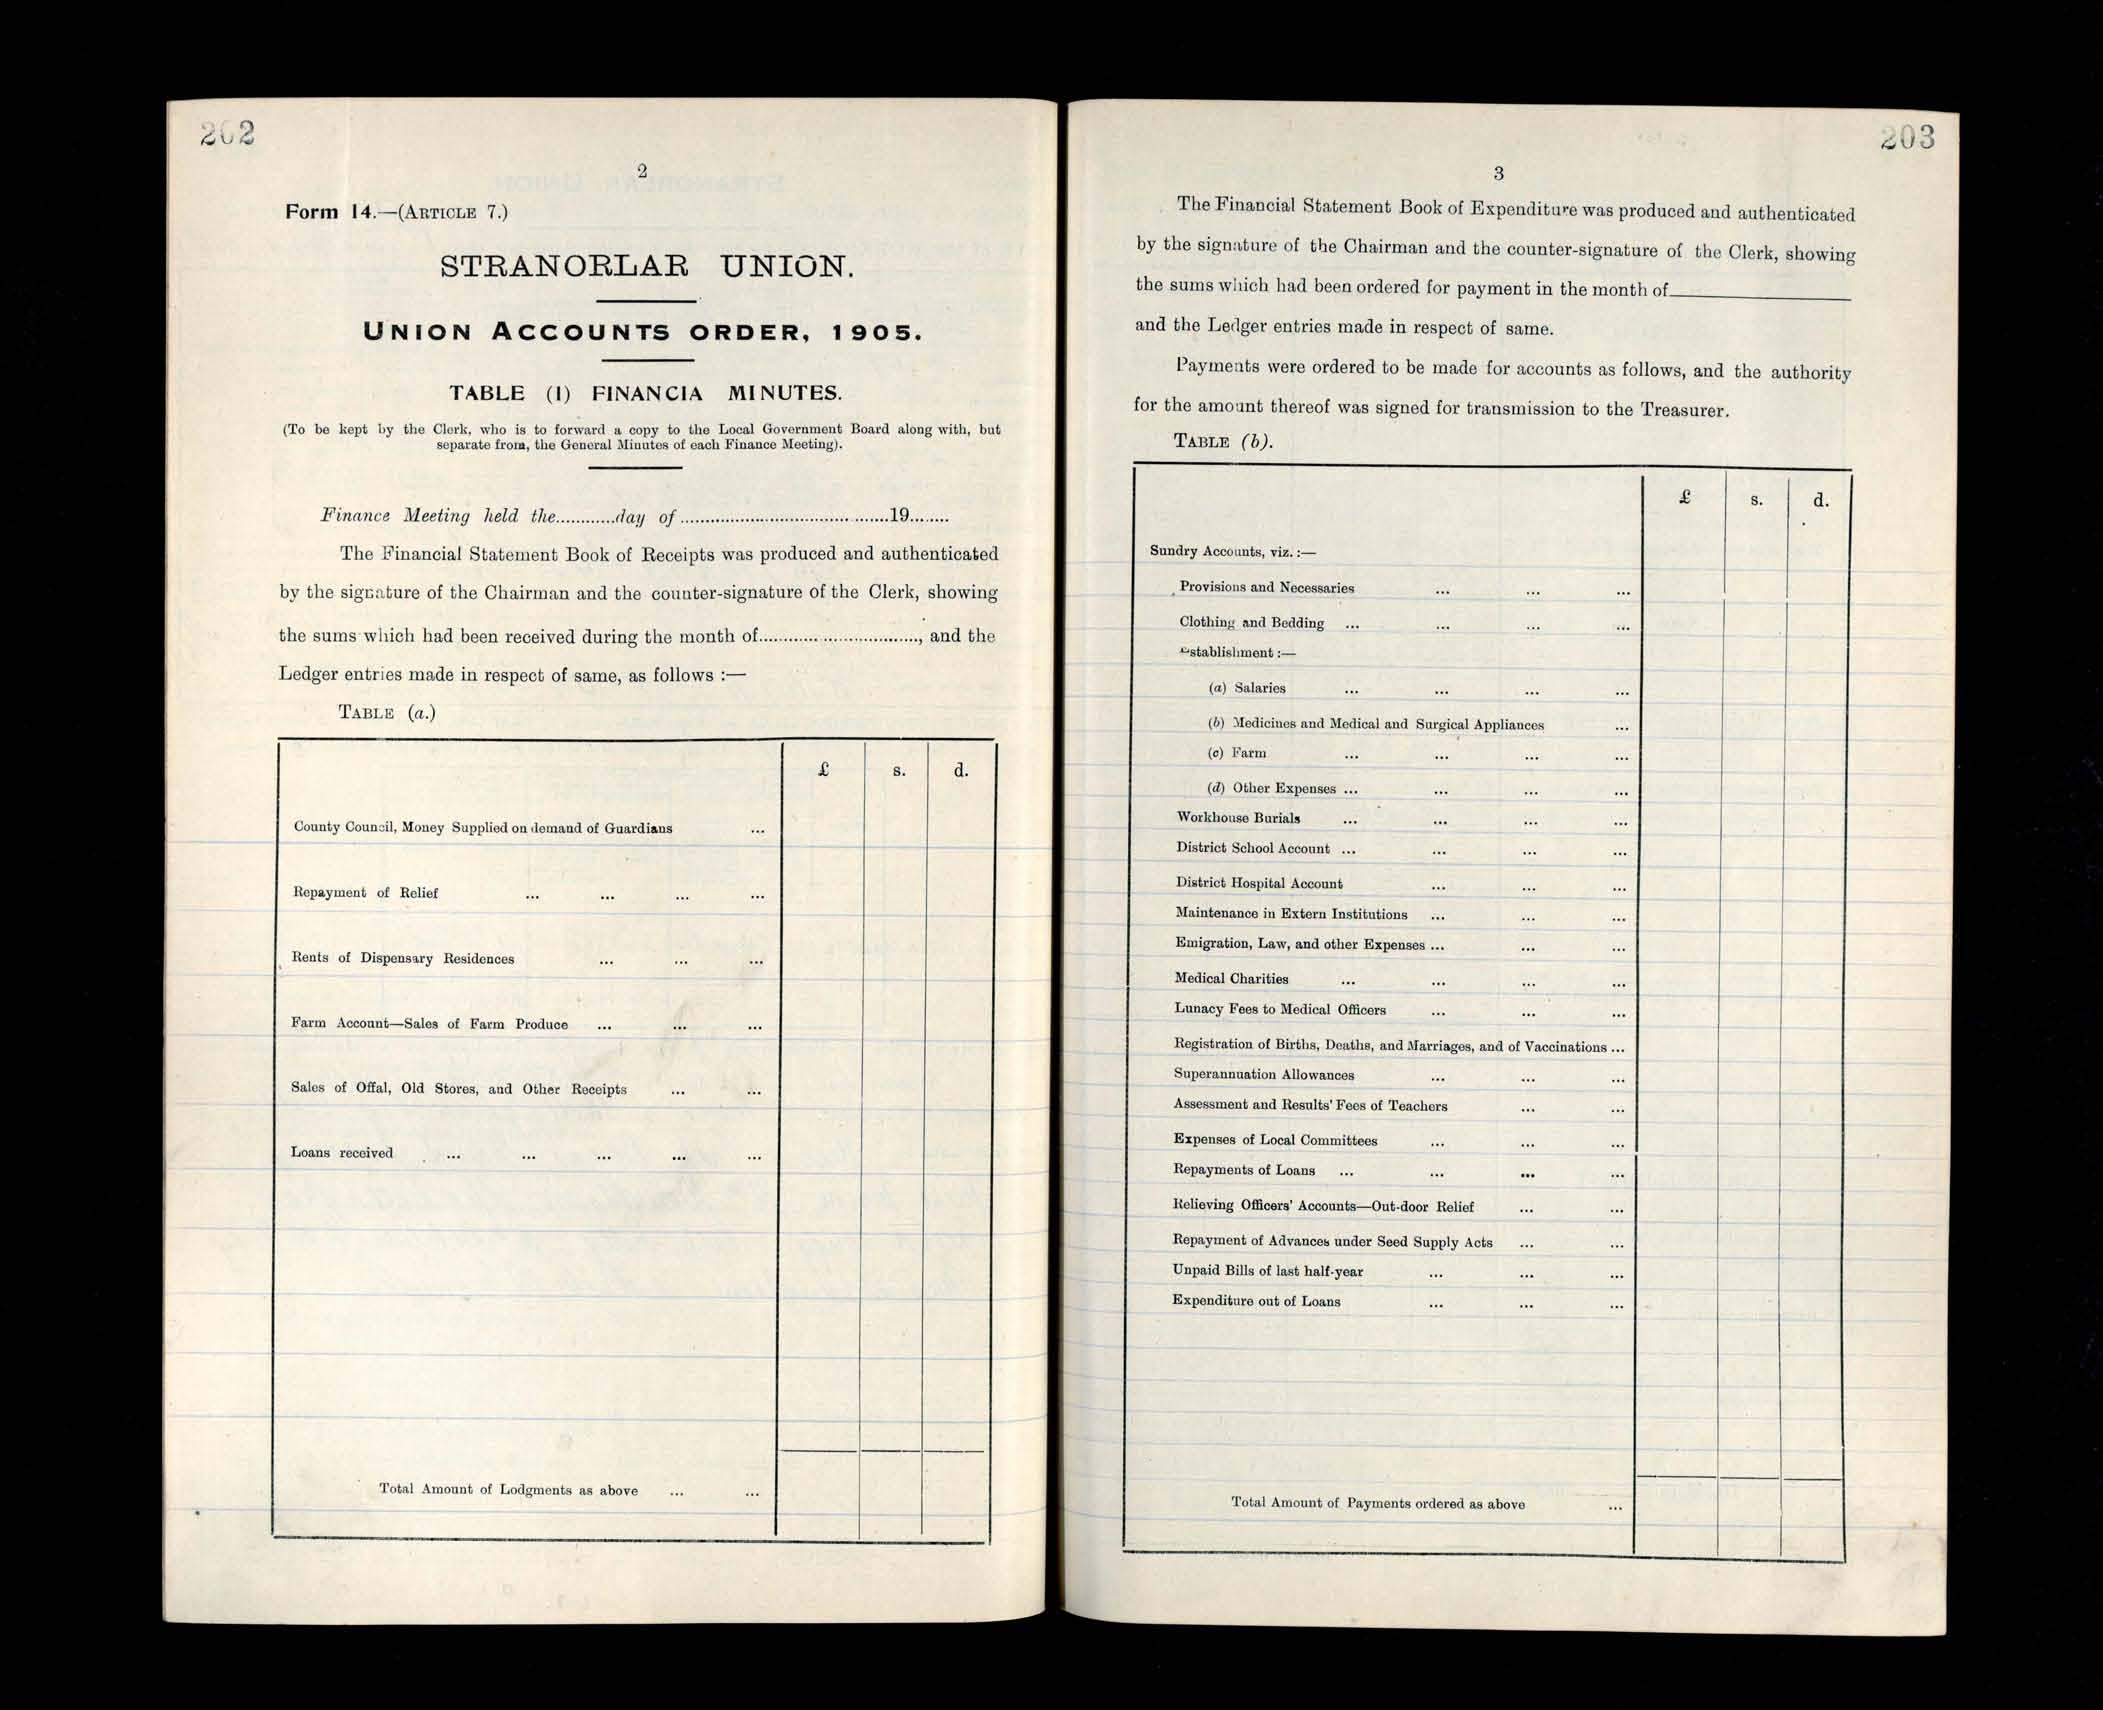 202
2
Form 14.—(ARTICLE 7.)
STRANORLAR UNION.
UNION ACCOUNTS ORDER, 1905.
TABLE (1) FINANCIA MINUTES.
(To be kept by the Clerk, who is to forward a copy to the Local Government Board along with, but
separate from, the General Minutes of each Finance Meeting).
Finance Meeting held the............day of ..........................................19........
The Financial Statement Book of Receipts was produced and authenticated
by the signature of the Chairman and the counter-signature of the Clerk, showing
the sums which had been received during the month of................................, and the
Ledger entries made in respect of same, as follows :—
TABLE (a.)
£ s. d.
County Council, Money Supplied on demand of Guardians ...
Repayment of Relief ... ... ... ...
Rents of Dispensary Residences ... ... ...
Farm Account—Sales of Farm Produce ... ... ...
Sales of Offal, Old Stores, and Other Receipts ... ...
Loans received ... ... ... ... ...
Total Amount of Lodgments as above ... ...
203
3
The Financial Statement Book of Expenditure was produced and authenticated
by the signature of the Chairman and the counter-signature of the Clerk, showing
the sums which had been ordered for payment in the month of
and the Ledger entries made in respect of same.
Payments were ordered to be made for accounts as follows, and the authority
for the amount thereof was signed for transmission to the Treasurer.
TABLE (b).
£ s. d.
Sundry Accounts, viz. :—
Provisions and Necessaries ... ... ...
Clothing and Bedding ... ... ... ...
Establishment :—
(a) Salaries ... ... ... ...
(b) Medicines and Medical and Surgical Appliances ...
(c) Farm ... ... ... ...
(d) Other Expenses ... ... ... ...
Workhouse Burials ... ... ... ...
District School Account ... ... ... ...
District Hospital Account ... ... ...
Maintenance in Extern Institutions ... ... ...
Emigration, Law, and other Expenses ... ... ...
Medical Charities ... ... ... ...
Lunacy Fees to Medical Officers ... ... ...
Registration of Births, Deaths, and Marriages, and of Vaccinations ...
Superannuation Allowances ... ... ...
Assessment and Results' Fees of Teachers ... ...
Expenses of Local Committees ... ... ...
Repayments of Loans ... ... ... ...
Relieving Officers' Accounts—Out-door Relief ... ...
Repayment of Advances under Seed Supply Acts ... ...
Unpaid Bills of last half-year ... ... ...
Expenditure out of Loans ... ... ...
Total Amount of Payments ordered as above ...